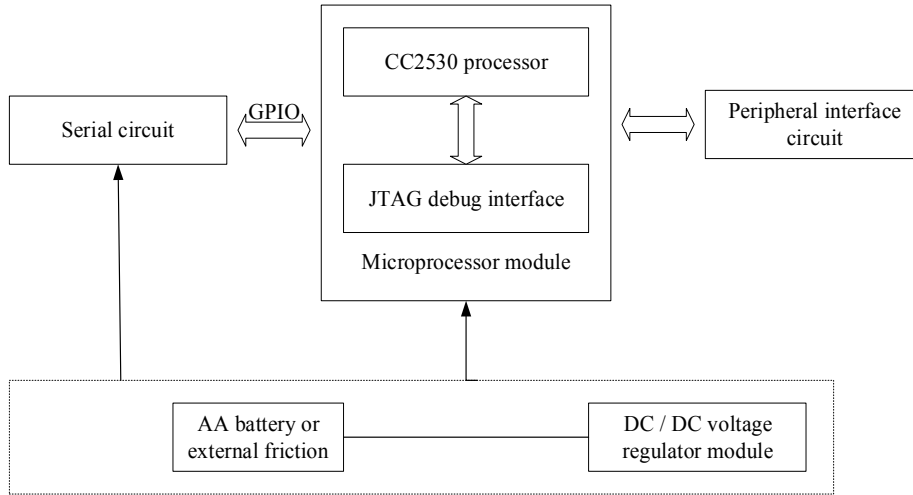 CC2530 processor
GPIO
Serial circuit
Peripheral interface
circuit
JTAG debug interface
Microprocessor module
AA battery or
external friction
DC / DC voltage
regulator module